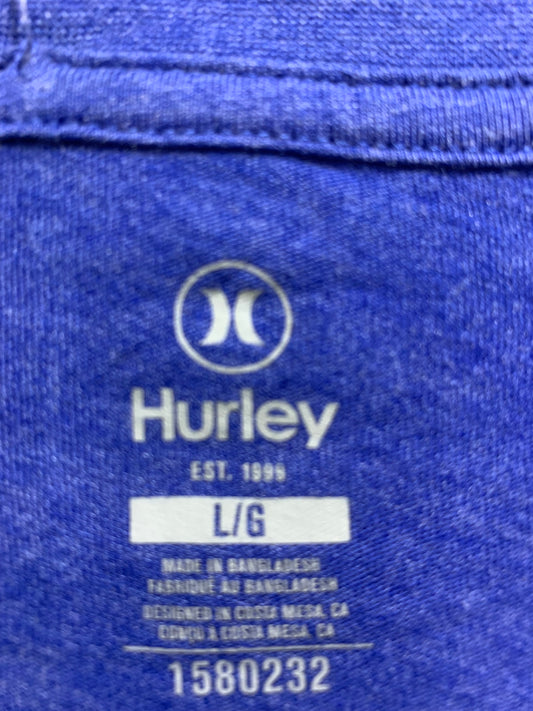 Hurley
EST. 1999
L/G
MADE IN BANGLADESH
FABRIQUÉ AU BANGLADESH
DESIGNED IN COSTA MESA, CA
CONÇU À COSTA MESA, CA
1580232